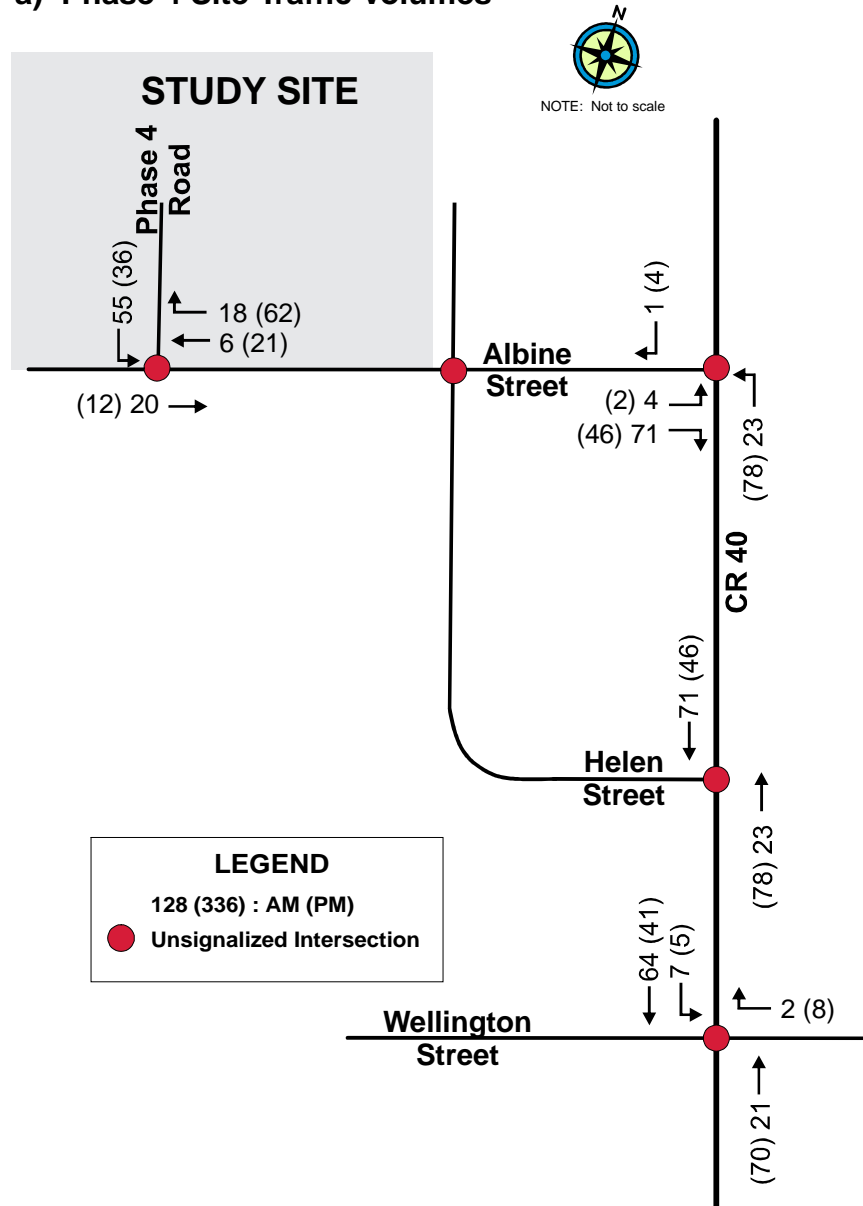 a) Phase 4 Site Traffic Volumes
N
NOTE: Not to scale
STUDY SITE
Phase 4
Road
55 (36)
18 (62)
6 (21)
(12) 20
1 (4)
Albine
Street
(2) 4
(46) 71
(78) 23
CR 40
71 (46)
Helen
Street
(78) 23
LEGEND
128 (336) : AM (PM)
Unsignalized Intersection
64 (41)
7 (5)
2 (8)
Wellington
Street
(70) 21